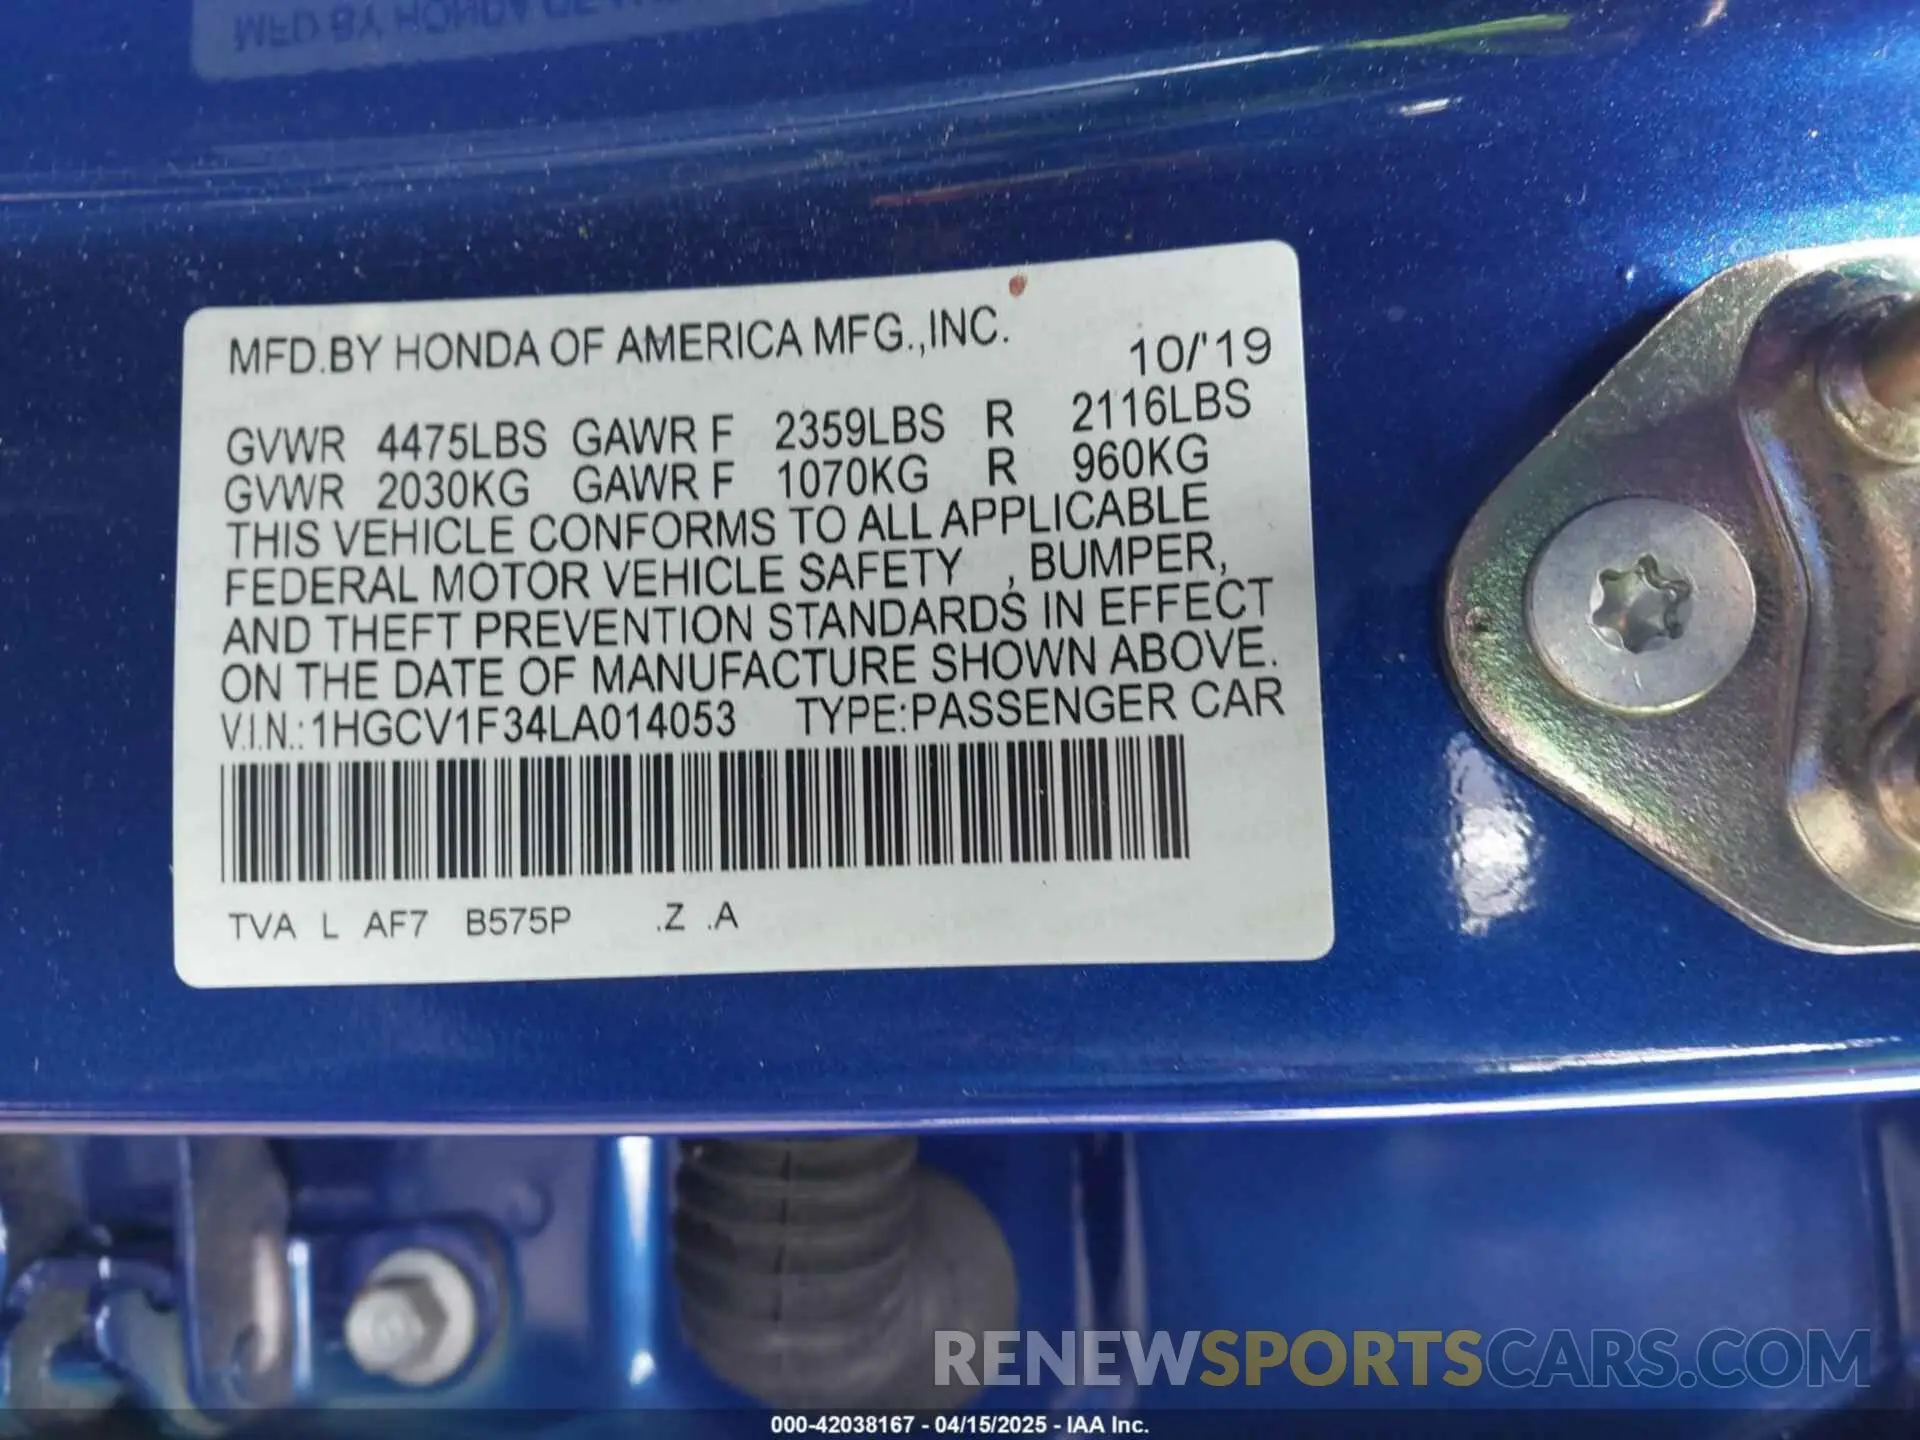 MFD.BY HONDA OF AMERICA MFG.,INC.
10/'19
GVWR 4475LBS GAWR F 2359LBS R 2116LBS
GVWR 2030KG GAWR F 1070KG R 960KG
THIS VEHICLE CONFORMS TO ALL APPLICABLE
FEDERAL MOTOR VEHICLE SAFETY , BUMPER,
AND THEFT PREVENTION STANDARDS IN EFFECT
ON THE DATE OF MANUFACTURE SHOWN ABOVE.
V.I.N.:1HGCV1F34LA014053 TYPE:PASSENGER CAR
TVA L AF7 B575P .Z .A
RENEWSPORTSCARS.COM
000-42038167 - 04/15/2025 - IAA Inc.